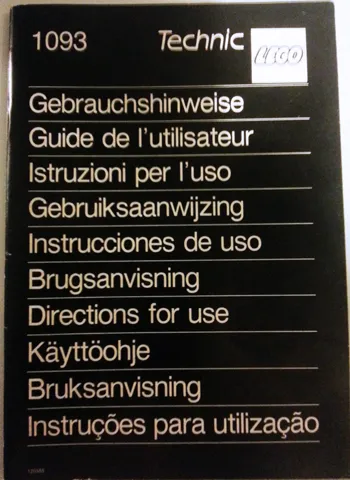 1093 Technic LEGO
Gebrauchshinweise
Guide de l'utilisateur
Istruzioni per l'uso
Gebruiksaanwijzing
Instrucciones de uso
Brugsanvisning
Directions for use
Käyttöohje
Bruksanvisning
Instruções para utilização